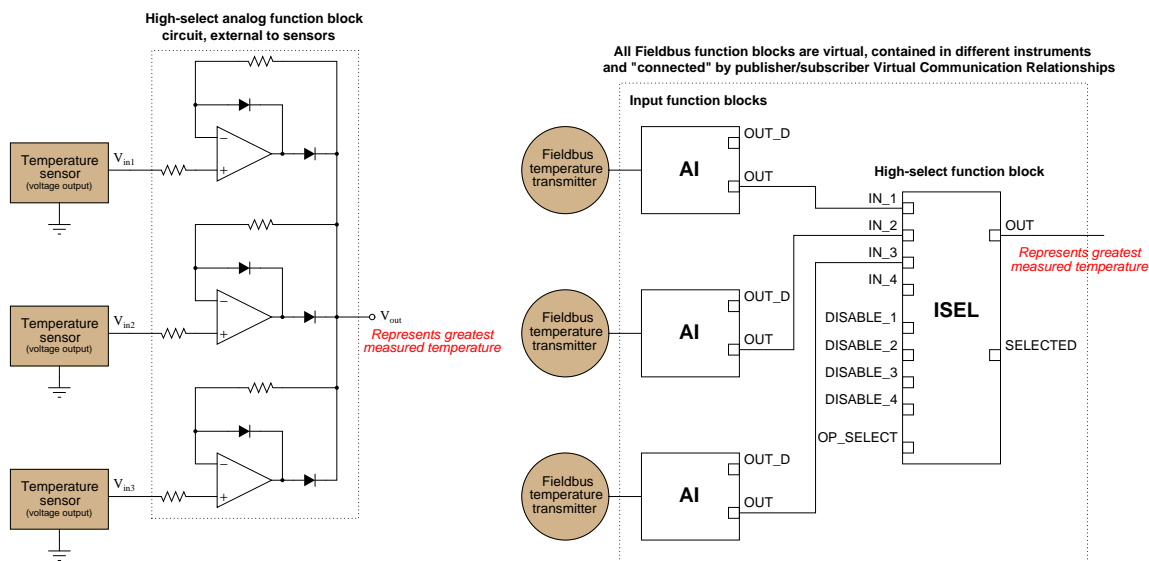 High-select analog function block
circuit, external to sensors
Temperature
sensor
(voltage output)
Vin1
−
+
Temperature
sensor
(voltage output)
Vin2
−
+
Vout
Represents greatest
measured temperature
Temperature
sensor
(voltage output)
Vin3
−
+
All Fieldbus function blocks are virtual, contained in different instruments
and "connected" by publisher/subscriber Virtual Communication Relationships
Input function blocks
Fieldbus
temperature
transmitter
AI
OUT_D
OUT
Fieldbus
temperature
transmitter
AI
OUT_D
OUT
Fieldbus
temperature
transmitter
AI
OUT_D
OUT
High-select function block
IN_1
IN_2
IN_3
IN_4
DISABLE_1
DISABLE_2
DISABLE_3
DISABLE_4
OP_SELECT
ISEL
OUT
Represents greatest
measured temperature
SELECTED